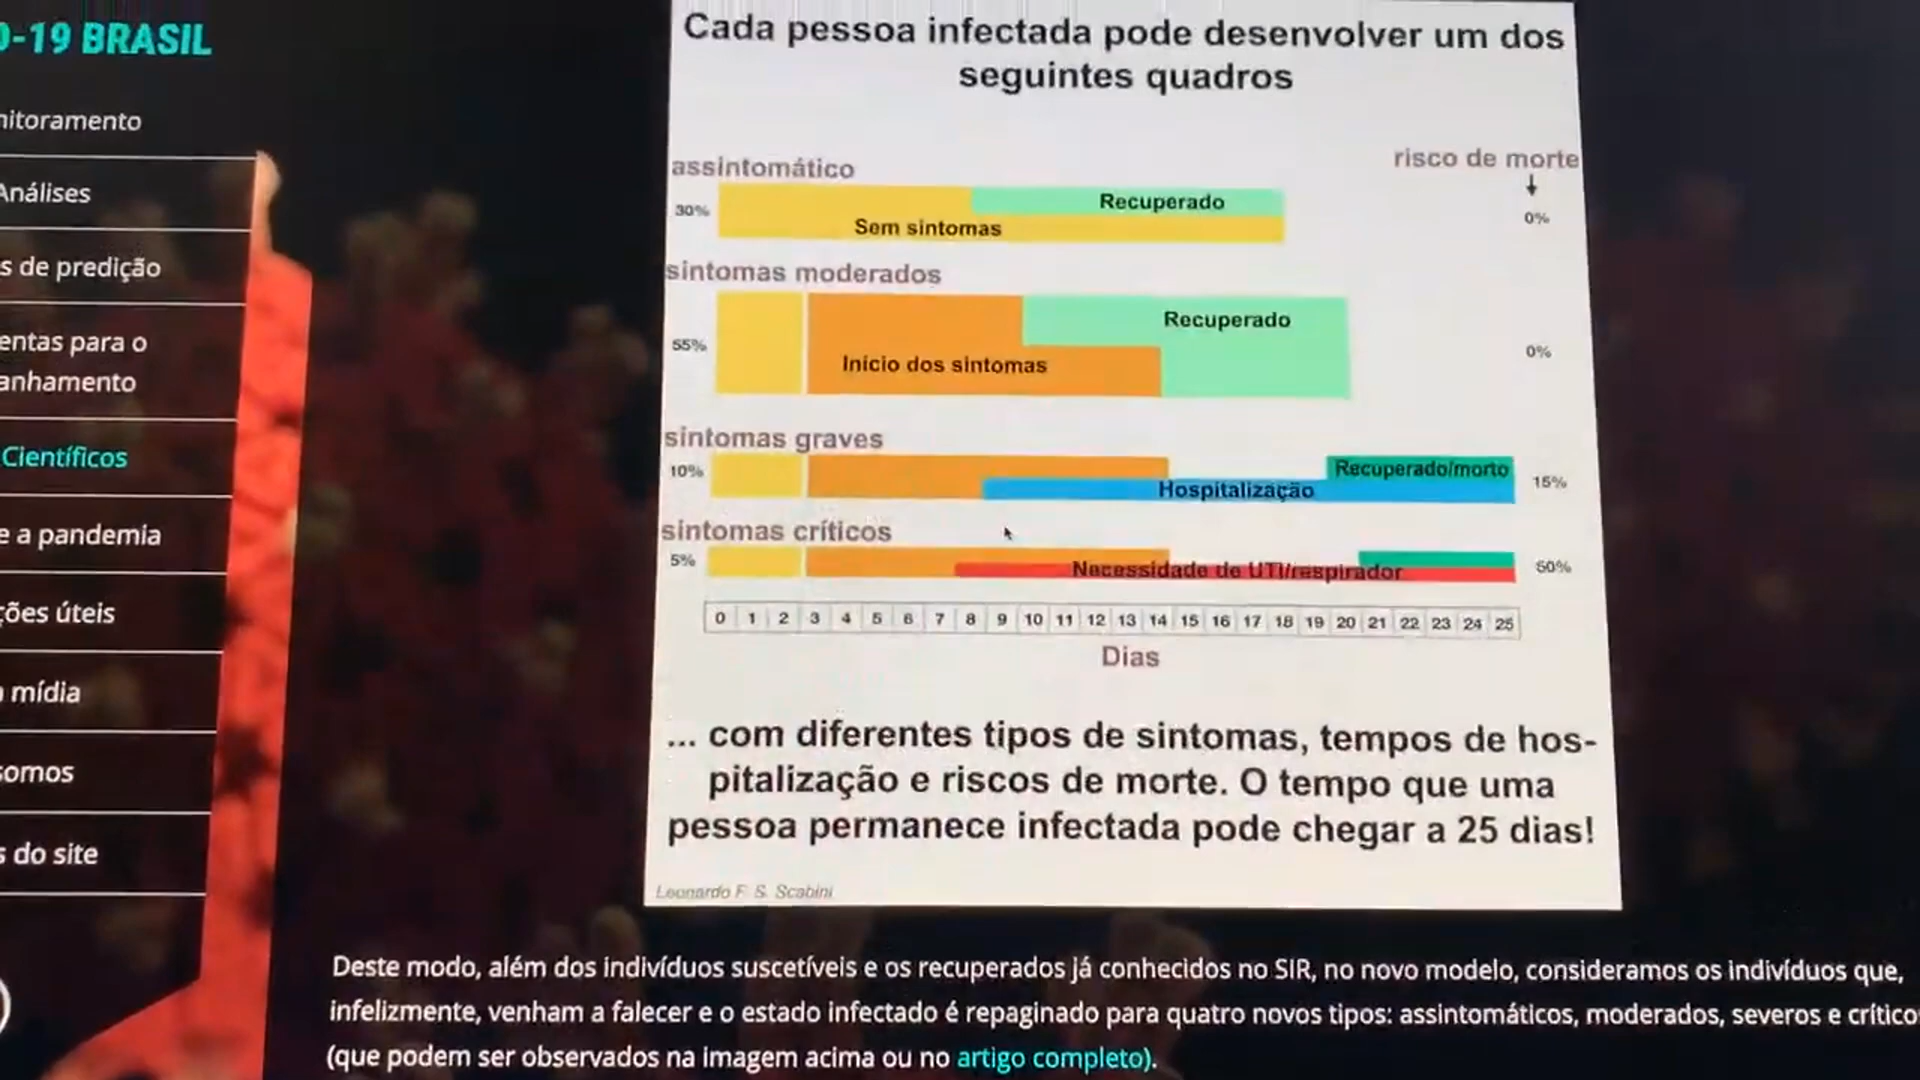 -19 BRASIL
nitoramento
Análises
s de predição
entas para o
anhamento
Científicos
e a pandemia
ções úteis
mídia
somos
s do site
Cada pessoa infectada pode desenvolver um dos
seguintes quadros
risco de morte
assintomático
30%
Recuperado
Sem sintomas
0%
sintomas moderados
55%
Recuperado
Início dos sintomas
0%
sintomas graves
10%
Recuperado/morto
Hospitalização
15%
sintomas críticos
5%
Necessidade de UTI/respirador
50%
0 1 2 3 4 5 6 7 8 9 10 11 12 13 14 15 16 17 18 19 20 21 22 23 24 25
Dias
... com diferentes tipos de sintomas, tempos de hos-
pitalização e riscos de morte. O tempo que uma
pessoa permanece infectada pode chegar a 25 dias!
Leonardo F. S. Scabini
Deste modo, além dos indivíduos suscetíveis e os recuperados já conhecidos no SIR, no novo modelo, consideramos os indivíduos que,
infelizmente, venham a falecer e o estado infectado é repaginado para quatro novos tipos: assintomáticos, moderados, severos e crítico
(que podem ser observados na imagem acima ou no artigo completo).